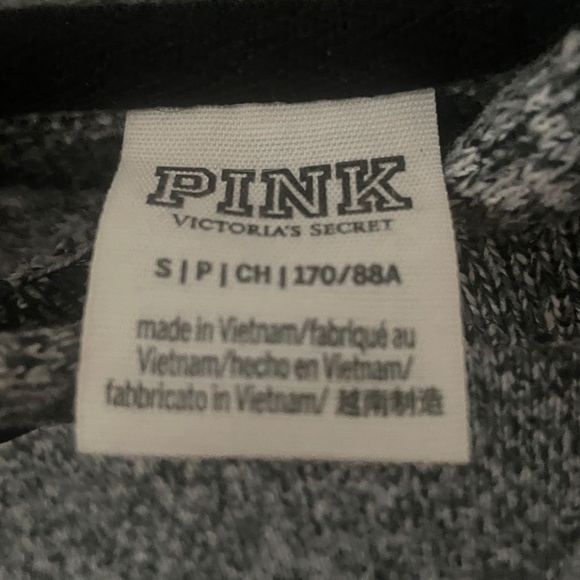 PINK
VICTORIA'S SECRET
S | P | CH | 170/88A
made in Vietnam/fabriqué au
Vietnam/hecho en Vietnam/
fabbricato in Vietnam/ 越南制造